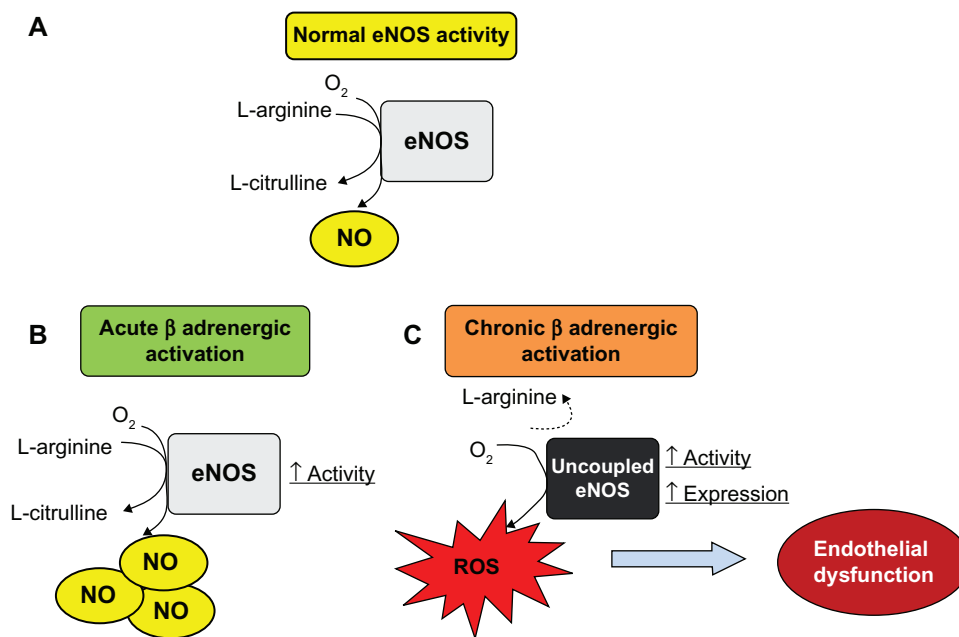 A
Normal eNOS activity
O₂
L-arginine
eNOS
L-citrulline
NO
B
Acute β adrenergic
activation
O₂
L-arginine
eNOS
↑ Activity
L-citrulline
NO
NO
NO
C
Chronic β adrenergic
activation
L-arginine
O₂
Uncoupled
eNOS
↑ Activity
↑ Expression
ROS
Endothelial
dysfunction